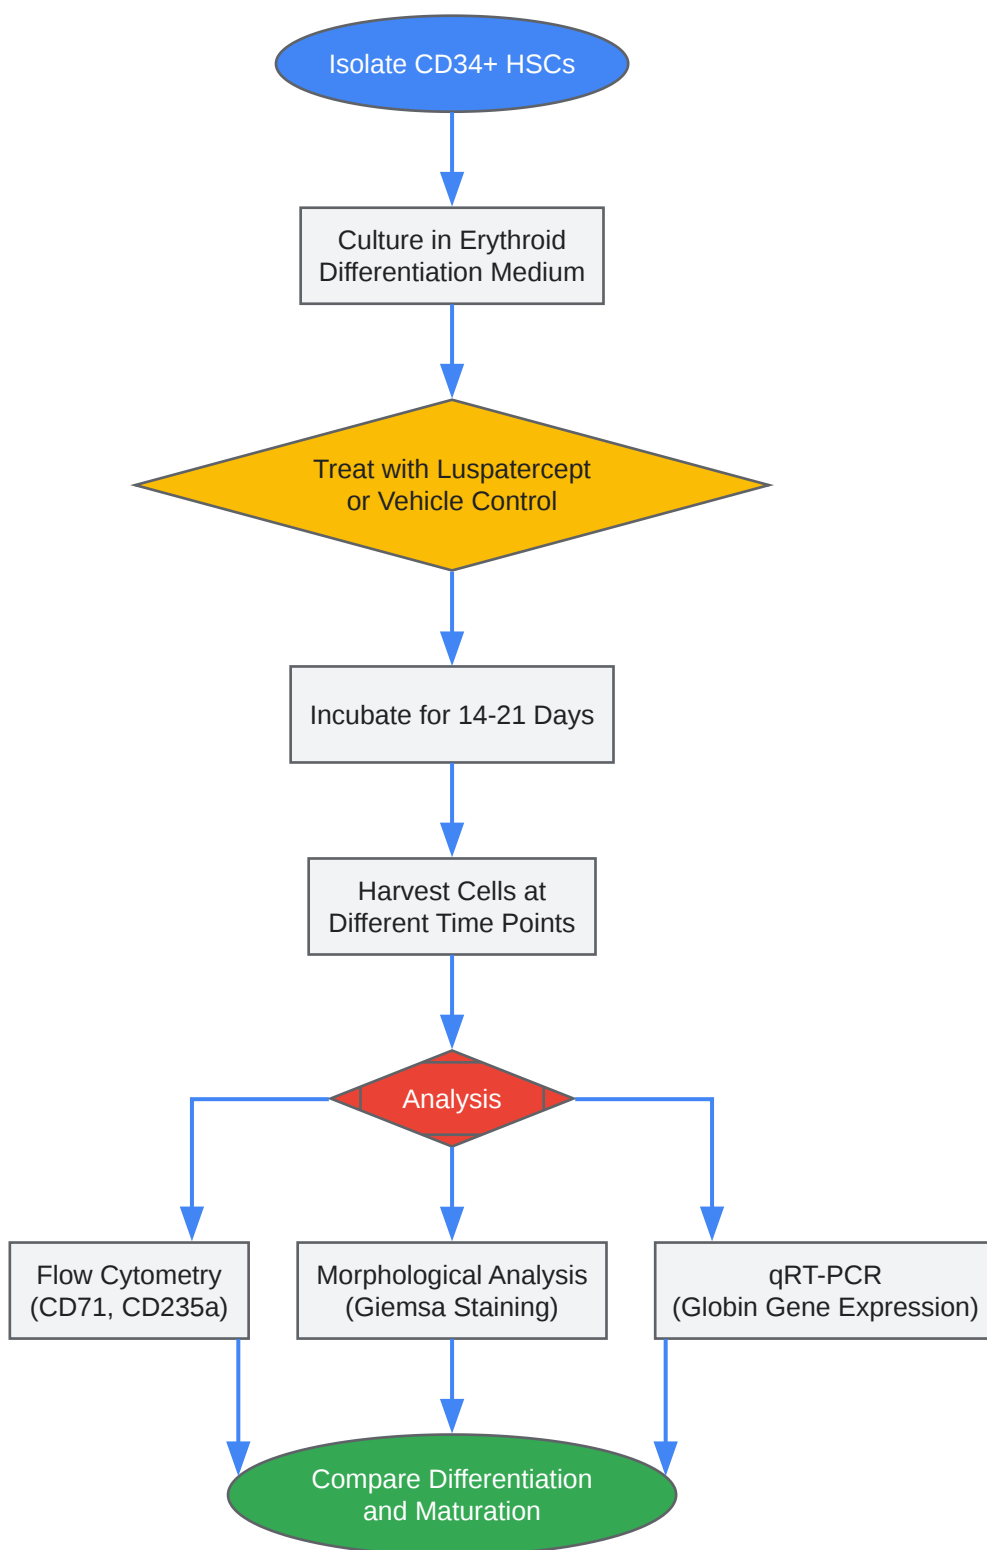 Isolate CD34+ HSCs
Culture in Erythroid
Differentiation Medium
Treat with Luspatercept
or Vehicle Control
Incubate for 14-21 Days
Harvest Cells at
Different Time Points
Analysis
Flow Cytometry
(CD71, CD235a)
Morphological Analysis
(Giemsa Staining)
qRT-PCR
(Globin Gene Expression)
Compare Differentiation
and Maturation